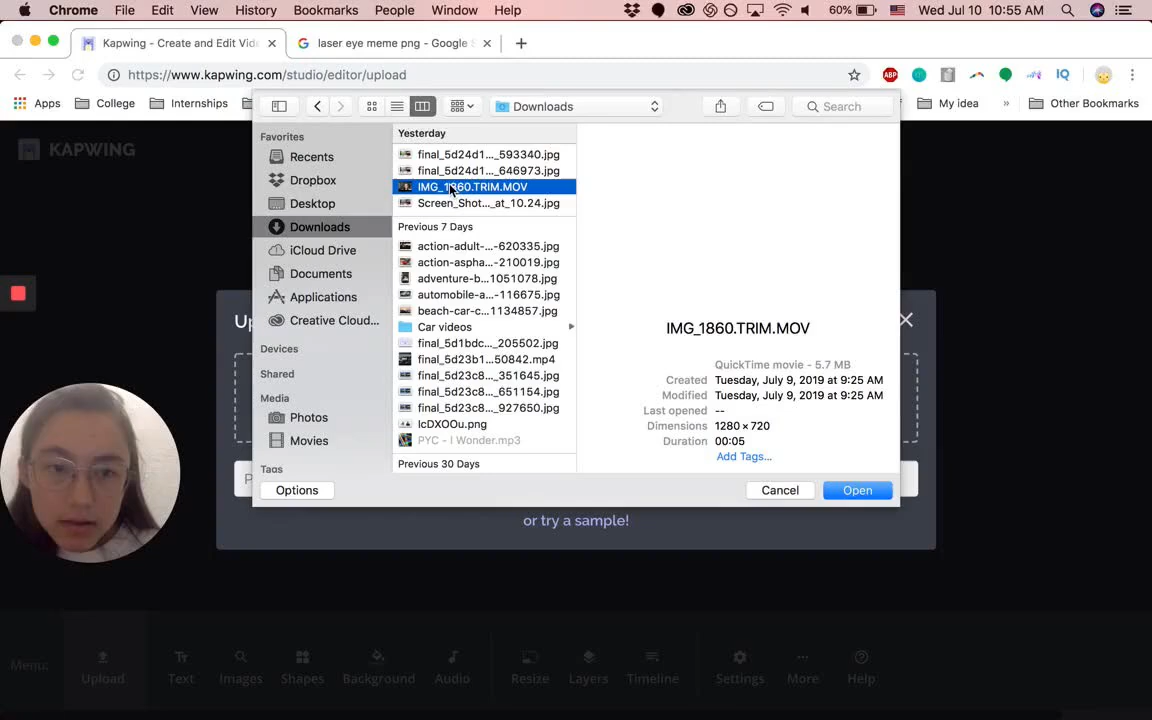 Chrome File Edit View History Bookmarks People Window Help 60% Wed Jul 10 10:55 AM
Kapwing - Create and Edit Vide
laser eye meme png - Google S
https://www.kapwing.com/studio/editor/upload
ABP
IQ
Apps College Internships My idea » Other Bookmarks
Downloads
Search
KAPWING
Favorites
Recents
Dropbox
Desktop
Downloads
iCloud Drive
Documents
Applications
Creative Cloud...
Devices
Shared
Media
Photos
Movies
Tags
Yesterday
final_5d24d1..._593340.jpg
final_5d24d1..._646973.jpg
IMG_1860.TRIM.MOV
Screen_Shot..._at_10.24.jpg
Previous 7 Days
action-adult-...-620335.jpg
action-aspha...-210019.jpg
adventure-b...1051078.jpg
automobile-a...-116675.jpg
beach-car-c...1134857.jpg
Car videos
final_5d1bdc..._205502.jpg
final_5d23b1...50842.mp4
final_5d23c8..._351645.jpg
final_5d23c8..._651154.jpg
final_5d23c8..._927650.jpg
lcDXOOu.png
PYC - I Wonder.mp3
Previous 30 Days
IMG_1860.TRIM.MOV
QuickTime movie - 5.7 MB
Created Tuesday, July 9, 2019 at 9:25 AM
Modified Tuesday, July 9, 2019 at 9:25 AM
Last opened --
Dimensions 1280 × 720
Duration 00:05
Add Tags...
Options
Cancel
Open
Up
P
or try a sample!
Menu:
Upload
Text
Images
Shapes
Background
Audio
Resize
Layers
Timeline
Settings
More
Help